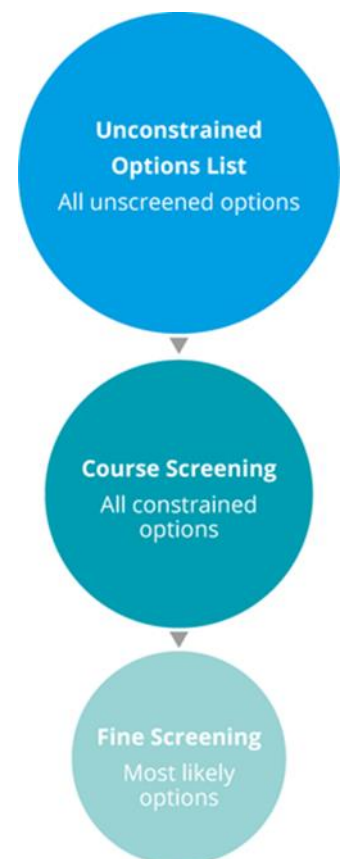 Unconstrained
Options List
All unscreened options
Course Screening
All constrained
options
Fine Screening
Most likely
options